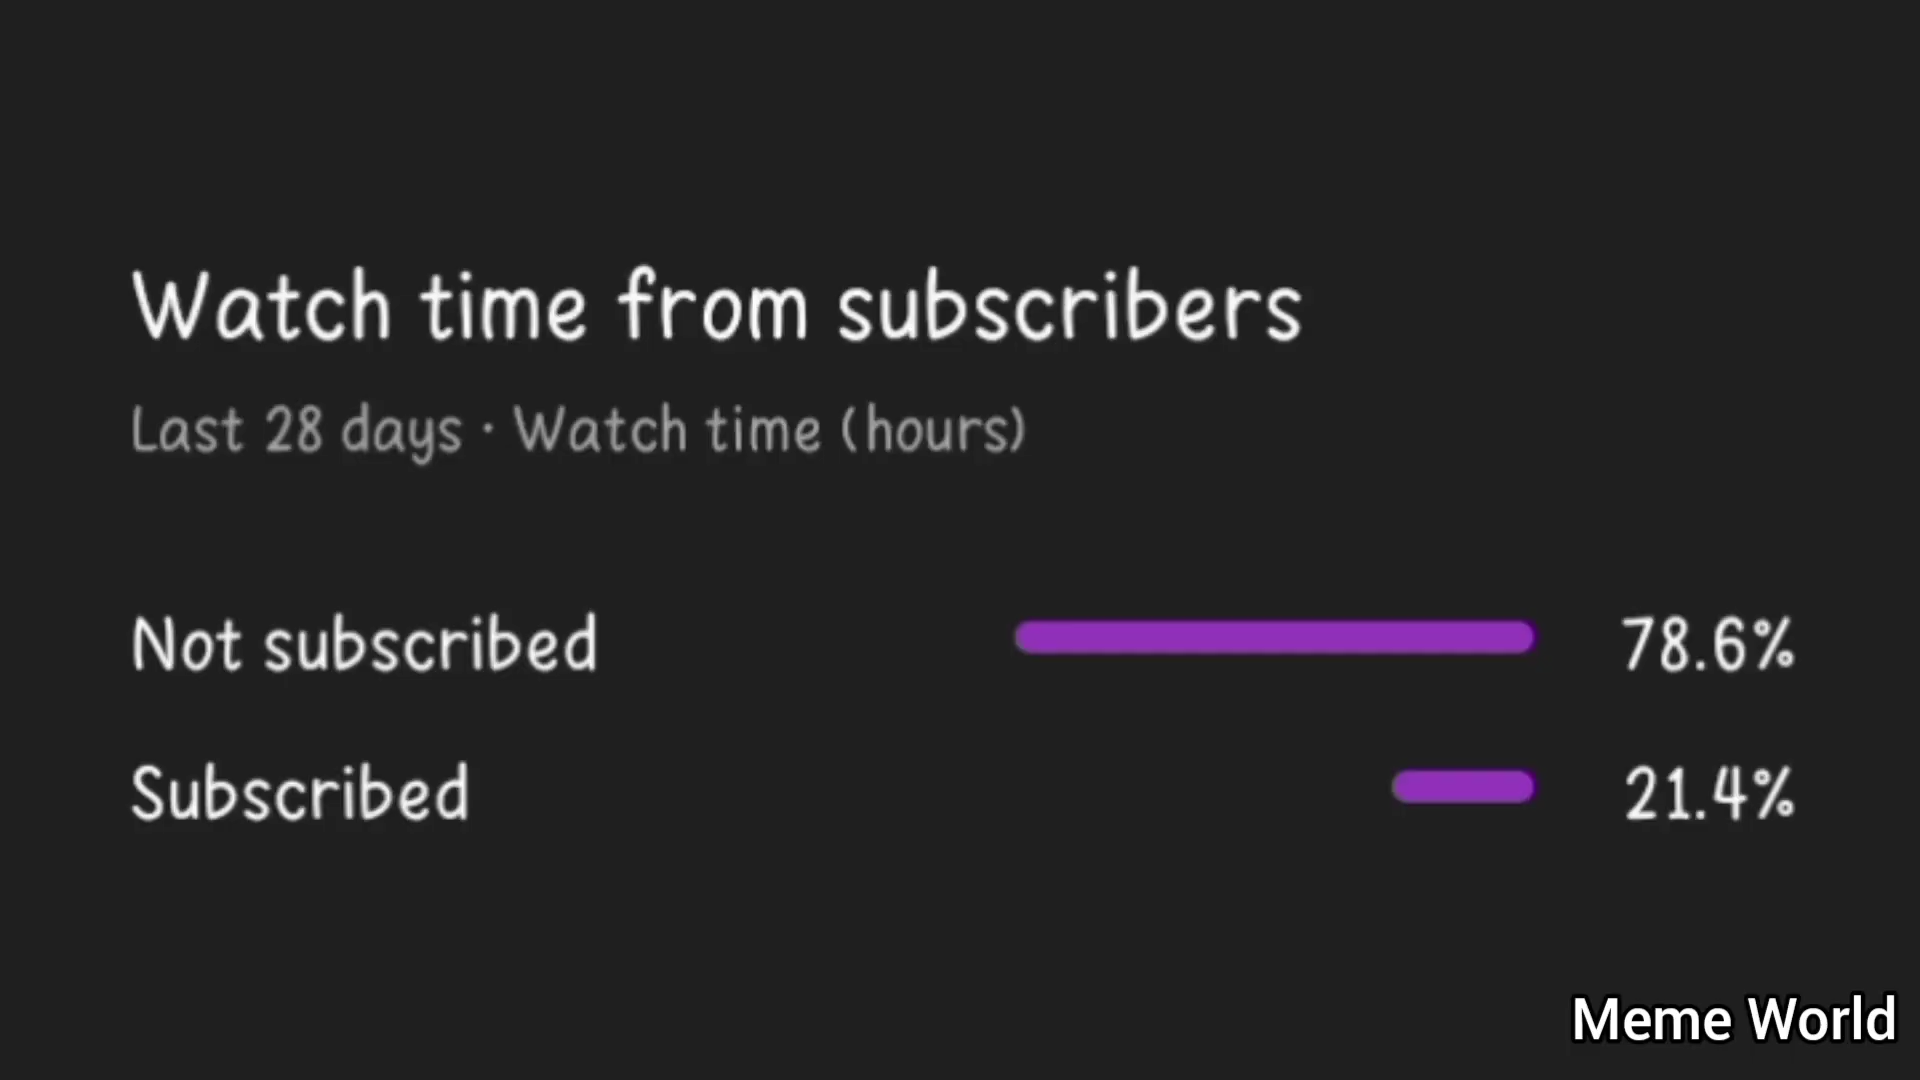 Watch time from subscribers
Last 28 days · Watch time (hours)
Not subscribed 78.6%
Subscribed 21.4%
Meme World